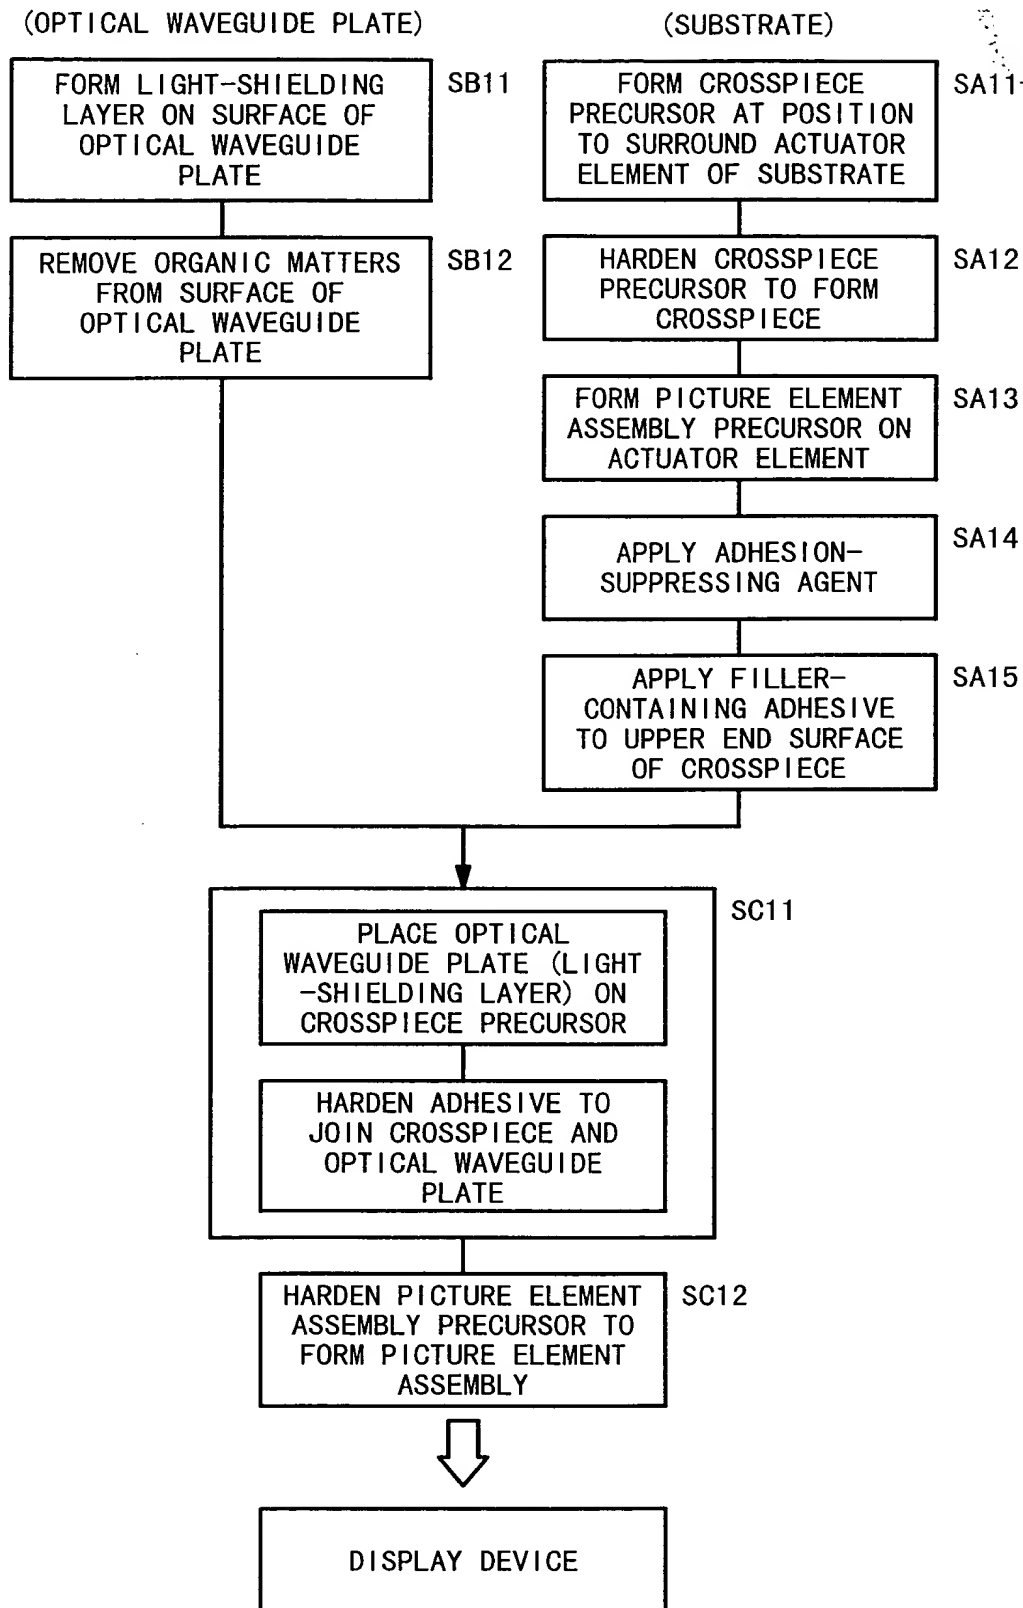 (OPTICAL WAVEGUIDE PLATE)
FORM LIGHT-SHIELDING
LAYER ON SURFACE OF
OPTICAL WAVEGUIDE
PLATE
SB11
REMOVE ORGANIC MATTERS
FROM SURFACE OF
OPTICAL WAVEGUIDE
PLATE
SB12
(SUBSTRATE)
FORM CROSSPIECE
PRECURSOR AT POSITION
TO SURROUND ACTUATOR
ELEMENT OF SUBSTRATE
SA11
HARDEN CROSSPIECE
PRECURSOR TO FORM
CROSSPIECE
SA12
FORM PICTURE ELEMENT
ASSEMBLY PRECURSOR ON
ACTUATOR ELEMENT
SA13
APPLY ADHESION-
SUPPRESSING AGENT
SA14
APPLY FILLER-
CONTAINING ADHESIVE
TO UPPER END SURFACE
OF CROSSPIECE
SA15
SC11
PLACE OPTICAL
WAVEGUIDE PLATE (LIGHT
-SHIELDING LAYER) ON
CROSSPIECE PRECURSOR
HARDEN ADHESIVE TO
JOIN CROSSPIECE AND
OPTICAL WAVEGUIDE
PLATE
HARDEN PICTURE ELEMENT
ASSEMBLY PRECURSOR TO
FORM PICTURE ELEMENT
ASSEMBLY
SC12
DISPLAY DEVICE